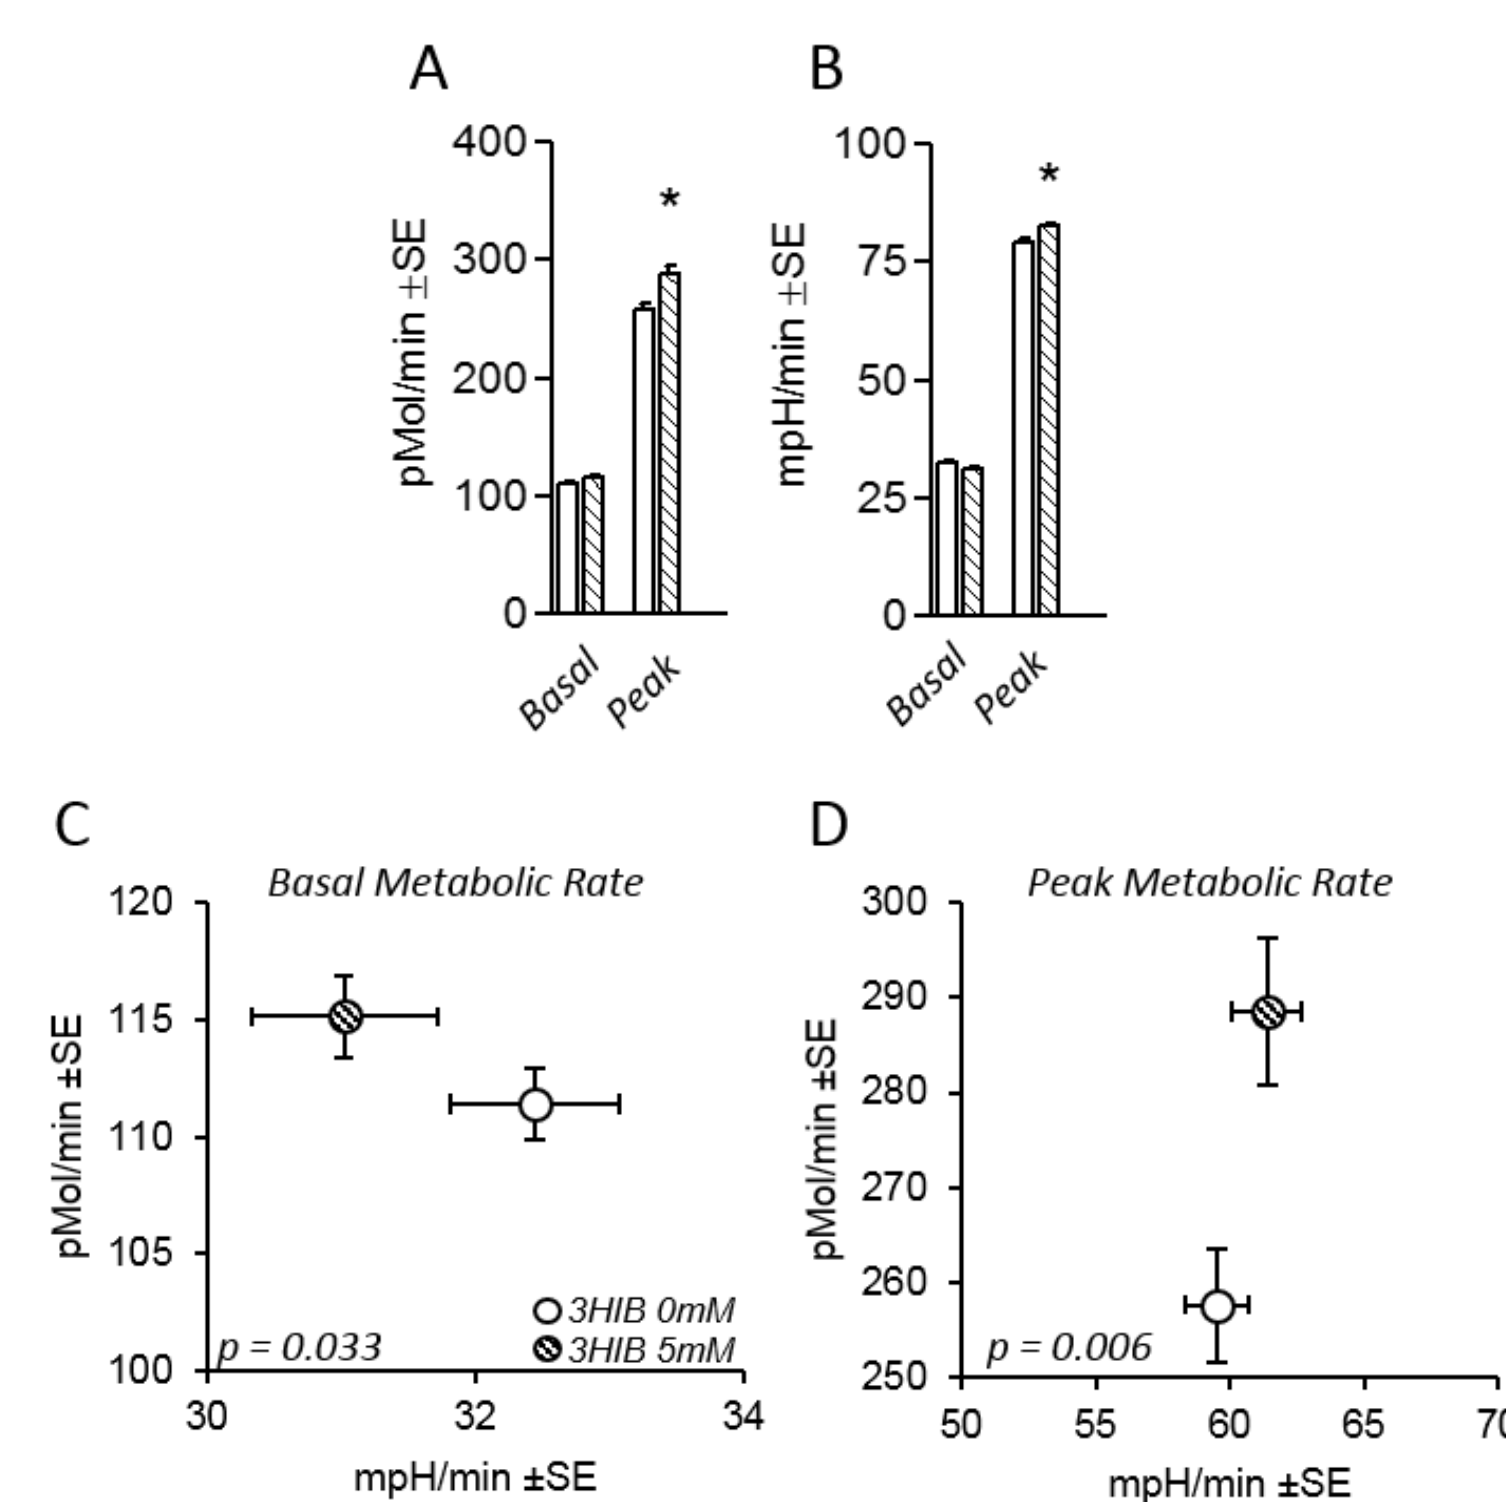 A
B
400
300
200
100
0
pMol/min ±SE
*
Basal
Peak
100
75
50
25
0
mpH/min ±SE
*
Basal
Peak
C
Basal Metabolic Rate
120
115
110
105
100
pMol/min ±SE
3HIB 0mM
3HIB 5mM
p = 0.033
30 32 34
mpH/min ±SE
D
Peak Metabolic Rate
300
290
280
270
260
250
pMol/min ±SE
p = 0.006
50 55 60 65 70
mpH/min ±SE